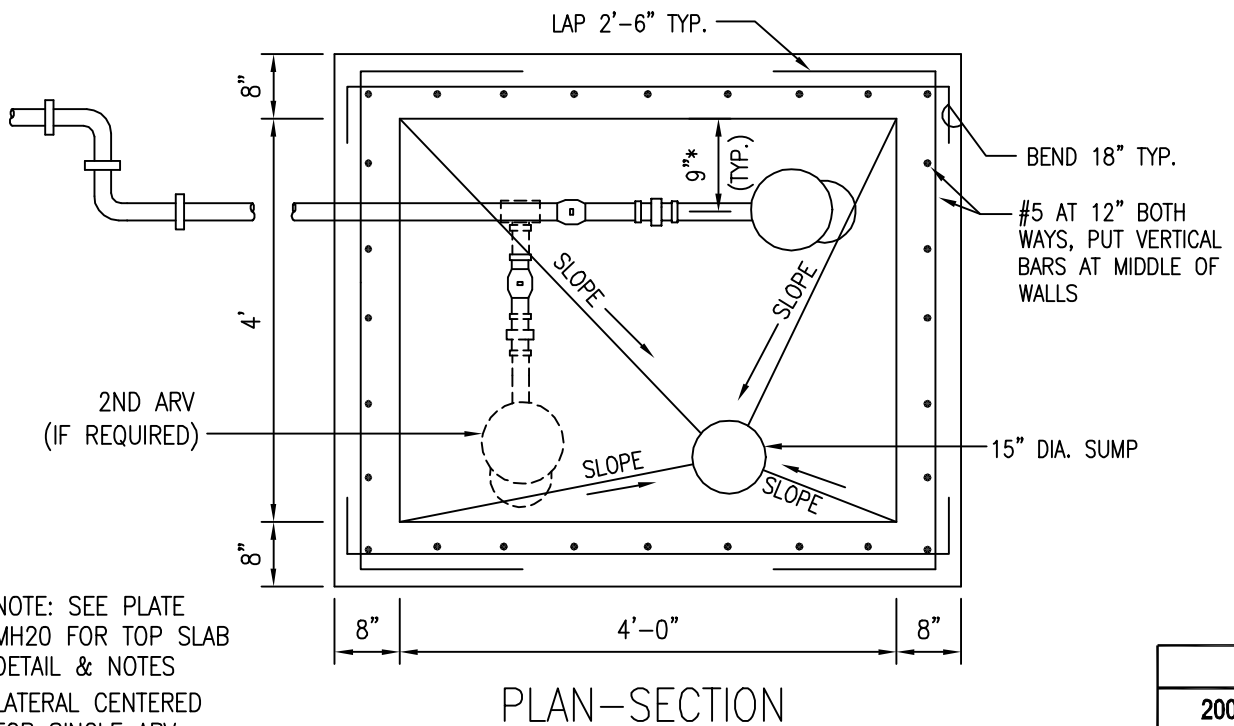 LAP 2'-6" TYP.
8"
9"*
(TYP.)
BEND 18" TYP.
#5 AT 12" BOTH
WAYS, PUT VERTICAL
BARS AT MIDDLE OF
WALLS
SLOPE
SLOPE
4'
2ND ARV
(IF REQUIRED)
15" DIA. SUMP
SLOPE
SLOPE
8"
NOTE: SEE PLATE
MH20 FOR TOP SLAB
DETAIL & NOTES
LATERAL CENTERED
FOR SINGLE ARV
8"
4'-0"
8"
PLAN-SECTION
200